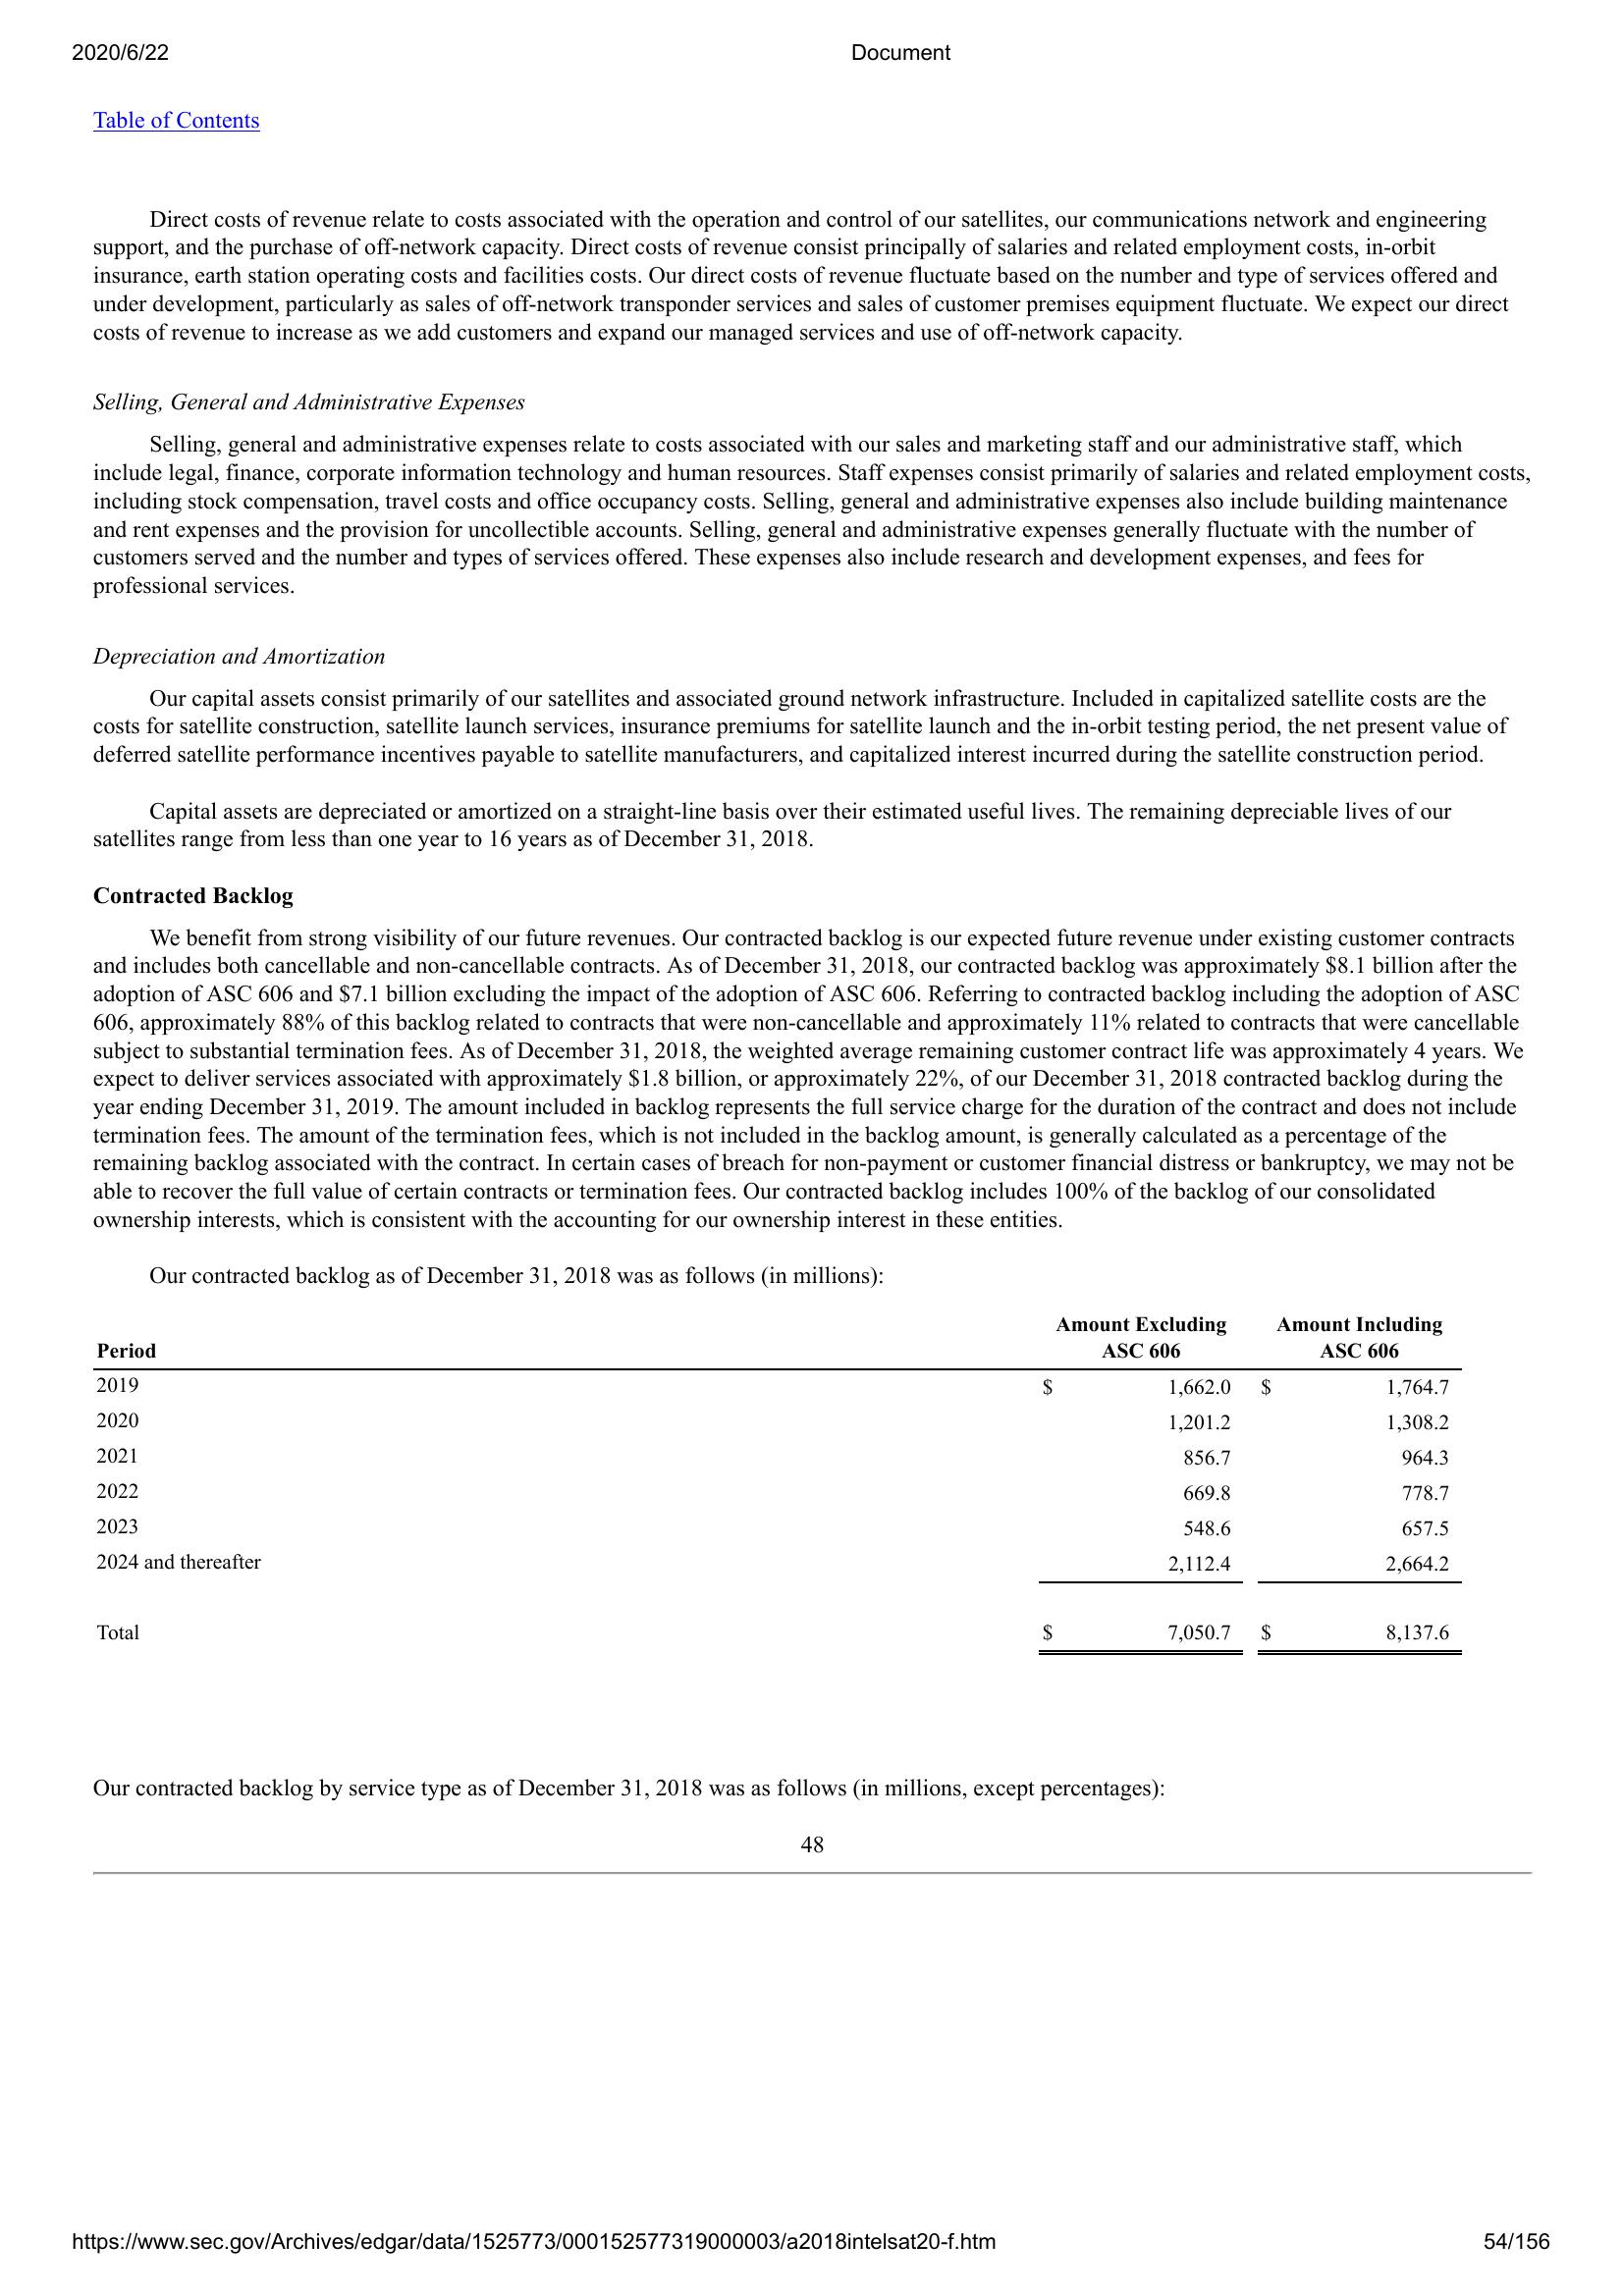 2020/6/22 Document
Table of Contents
Direct costs of revenue relate to costs associated with the operation and control of our satellites, our communications network and engineering
support, and the purchase of off-network capacity. Direct costs of revenue consist principally of salaries and related employment costs, in-orbit
insurance, earth station operating costs and facilities costs. Our direct costs of revenue fluctuate based on the number and type of services offered and
under development, particularly as sales of off-network transponder services and sales of customer premises equipment fluctuate. We expect our direct
costs of revenue to increase as we add customers and expand our managed services and use of off-network capacity.
Selling, General and Administrative Expenses
Selling, general and administrative expenses relate to costs associated with our sales and marketing staff and our administrative staff, which
include legal, finance, corporate information technology and human resources. Staff expenses consist primarily of salaries and related employment costs,
including stock compensation, travel costs and office occupancy costs. Selling, general and administrative expenses also include building maintenance
and rent expenses and the provision for uncollectible accounts. Selling, general and administrative expenses generally fluctuate with the number of
customers served and the number and types of services offered. These expenses also include research and development expenses, and fees for
professional services.
Depreciation and Amortization
Our capital assets consist primarily of our satellites and associated ground network infrastructure. Included in capitalized satellite costs are the
costs for satellite construction, satellite launch services, insurance premiums for satellite launch and the in-orbit testing period, the net present value of
deferred satellite performance incentives payable to satellite manufacturers, and capitalized interest incurred during the satellite construction period.
Capital assets are depreciated or amortized on a straight-line basis over their estimated useful lives. The remaining depreciable lives of our
satellites range from less than one year to 16 years as of December 31, 2018.
Contracted Backlog
We benefit from strong visibility of our future revenues. Our contracted backlog is our expected future revenue under existing customer contracts
and includes both cancellable and non-cancellable contracts. As of December 31, 2018, our contracted backlog was approximately $8.1 billion after the
adoption of ASC 606 and $7.1 billion excluding the impact of the adoption of ASC 606. Referring to contracted backlog including the adoption of ASC
606, approximately 88% of this backlog related to contracts that were non-cancellable and approximately 11% related to contracts that were cancellable
subject to substantial termination fees. As of December 31, 2018, the weighted average remaining customer contract life was approximately 4 years. We
expect to deliver services associated with approximately $1.8 billion, or approximately 22%, of our December 31, 2018 contracted backlog during the
year ending December 31, 2019. The amount included in backlog represents the full service charge for the duration of the contract and does not include
termination fees. The amount of the termination fees, which is not included in the backlog amount, is generally calculated as a percentage of the
remaining backlog associated with the contract. In certain cases of breach for non-payment or customer financial distress or bankruptcy, we may not be
able to recover the full value of certain contracts or termination fees. Our contracted backlog includes 100% of the backlog of our consolidated
ownership interests, which is consistent with the accounting for our ownership interest in these entities.
Our contracted backlog as of December 31, 2018 was as follows (in millions):
Amount Excluding Amount Including
Period ASC 606 ASC 606
2019 $ 1,662.0 $ 1,764.7
2020 1,201.2 1,308.2
2021 856.7 964.3
2022 669.8 778.7
2023 548.6 657.5
2024 and thereafter 2,112.4 2,664.2
Total $ 7,050.7 $ 8,137.6
Our contracted backlog by service type as of December 31, 2018 was as follows (in millions, except percentages):
48
https://www.sec.gov/Archives/edgar/data/1525773/000152577319000003/a2018intelsat20-f.htm 54/156